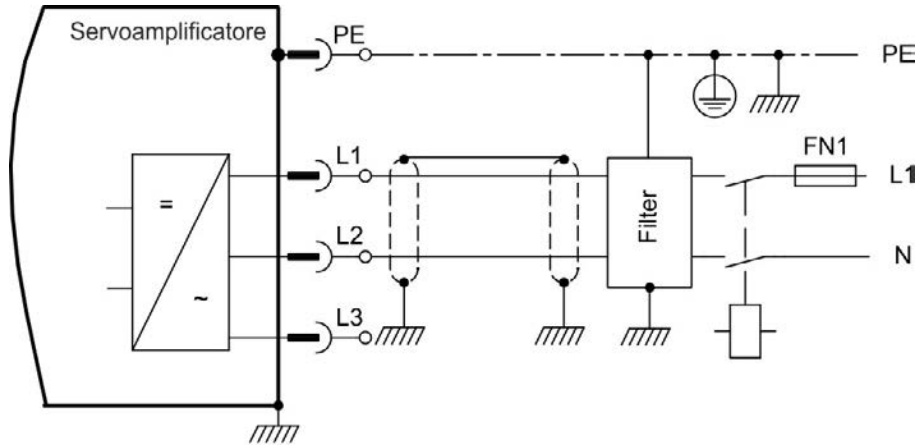 Servoamplificatore
PE
PE
FN1
L1
L1
=
L2
N
Filter
~
L3